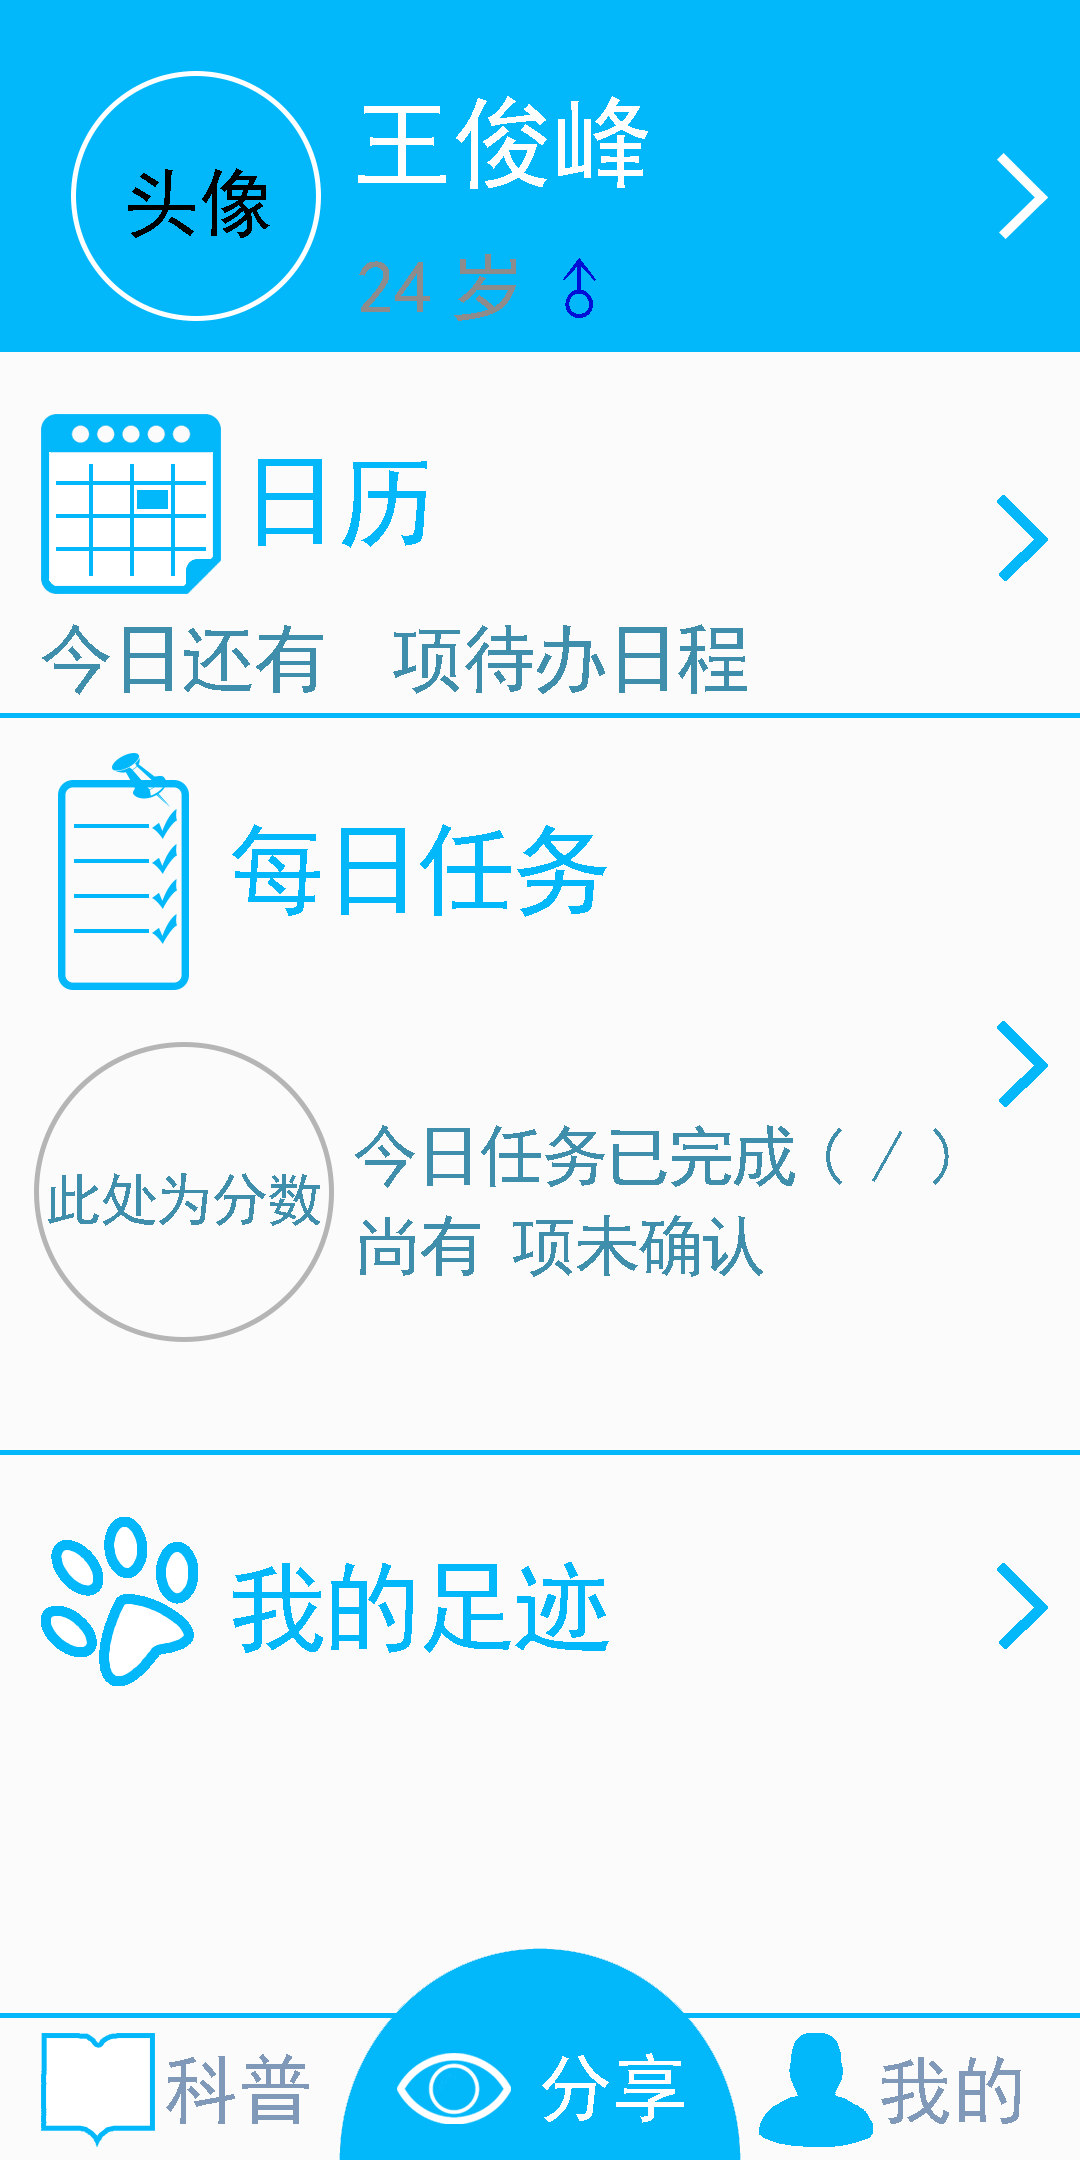 头像
王俊峰
24 岁 ♂
日历
今日还有 项待办日程
每日任务
此处为分数
今日任务已完成（ / ）
尚有 项未确认
我的足迹
科普
分享
我的